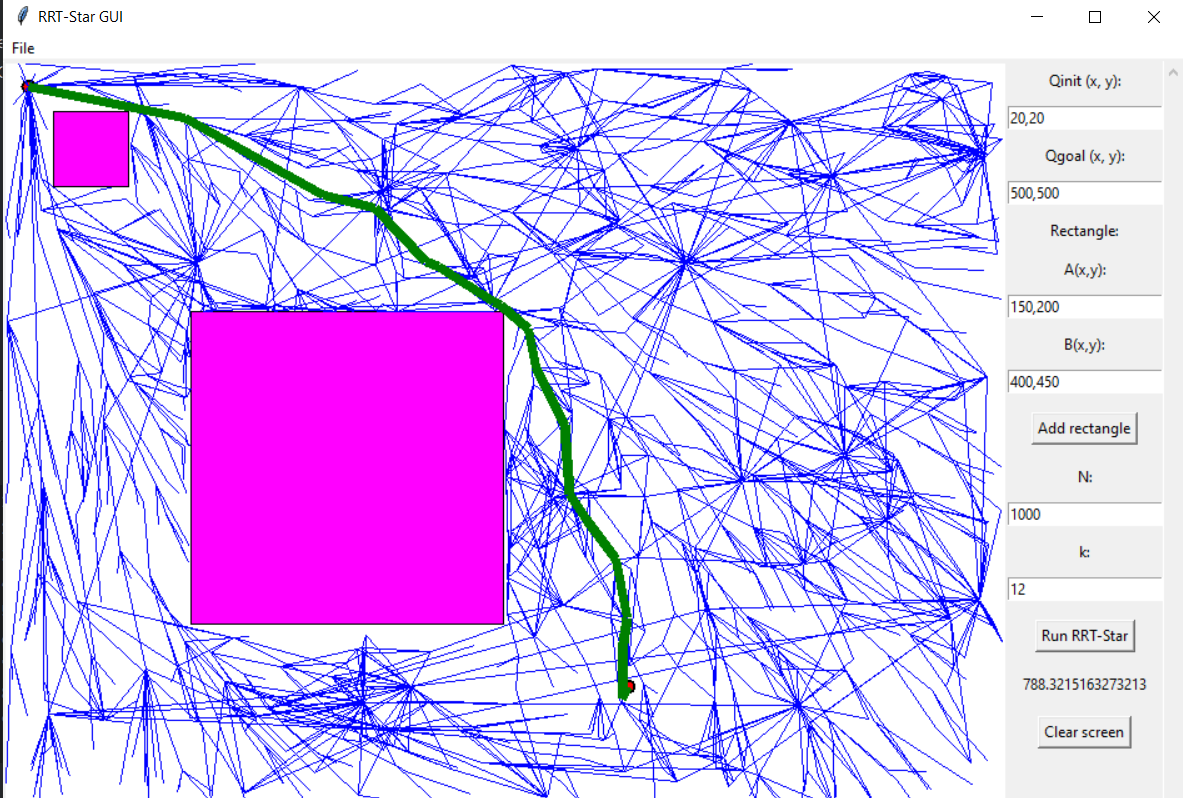 RRT-Star GUI
File
Qinit (x, y):
20,20
Qgoal (x, y):
500,500
Rectangle:
A(x,y):
150,200
B(x,y):
400,450
Add rectangle
N:
1000
k:
12
Run RRT-Star
788.3215163273213
Clear screen